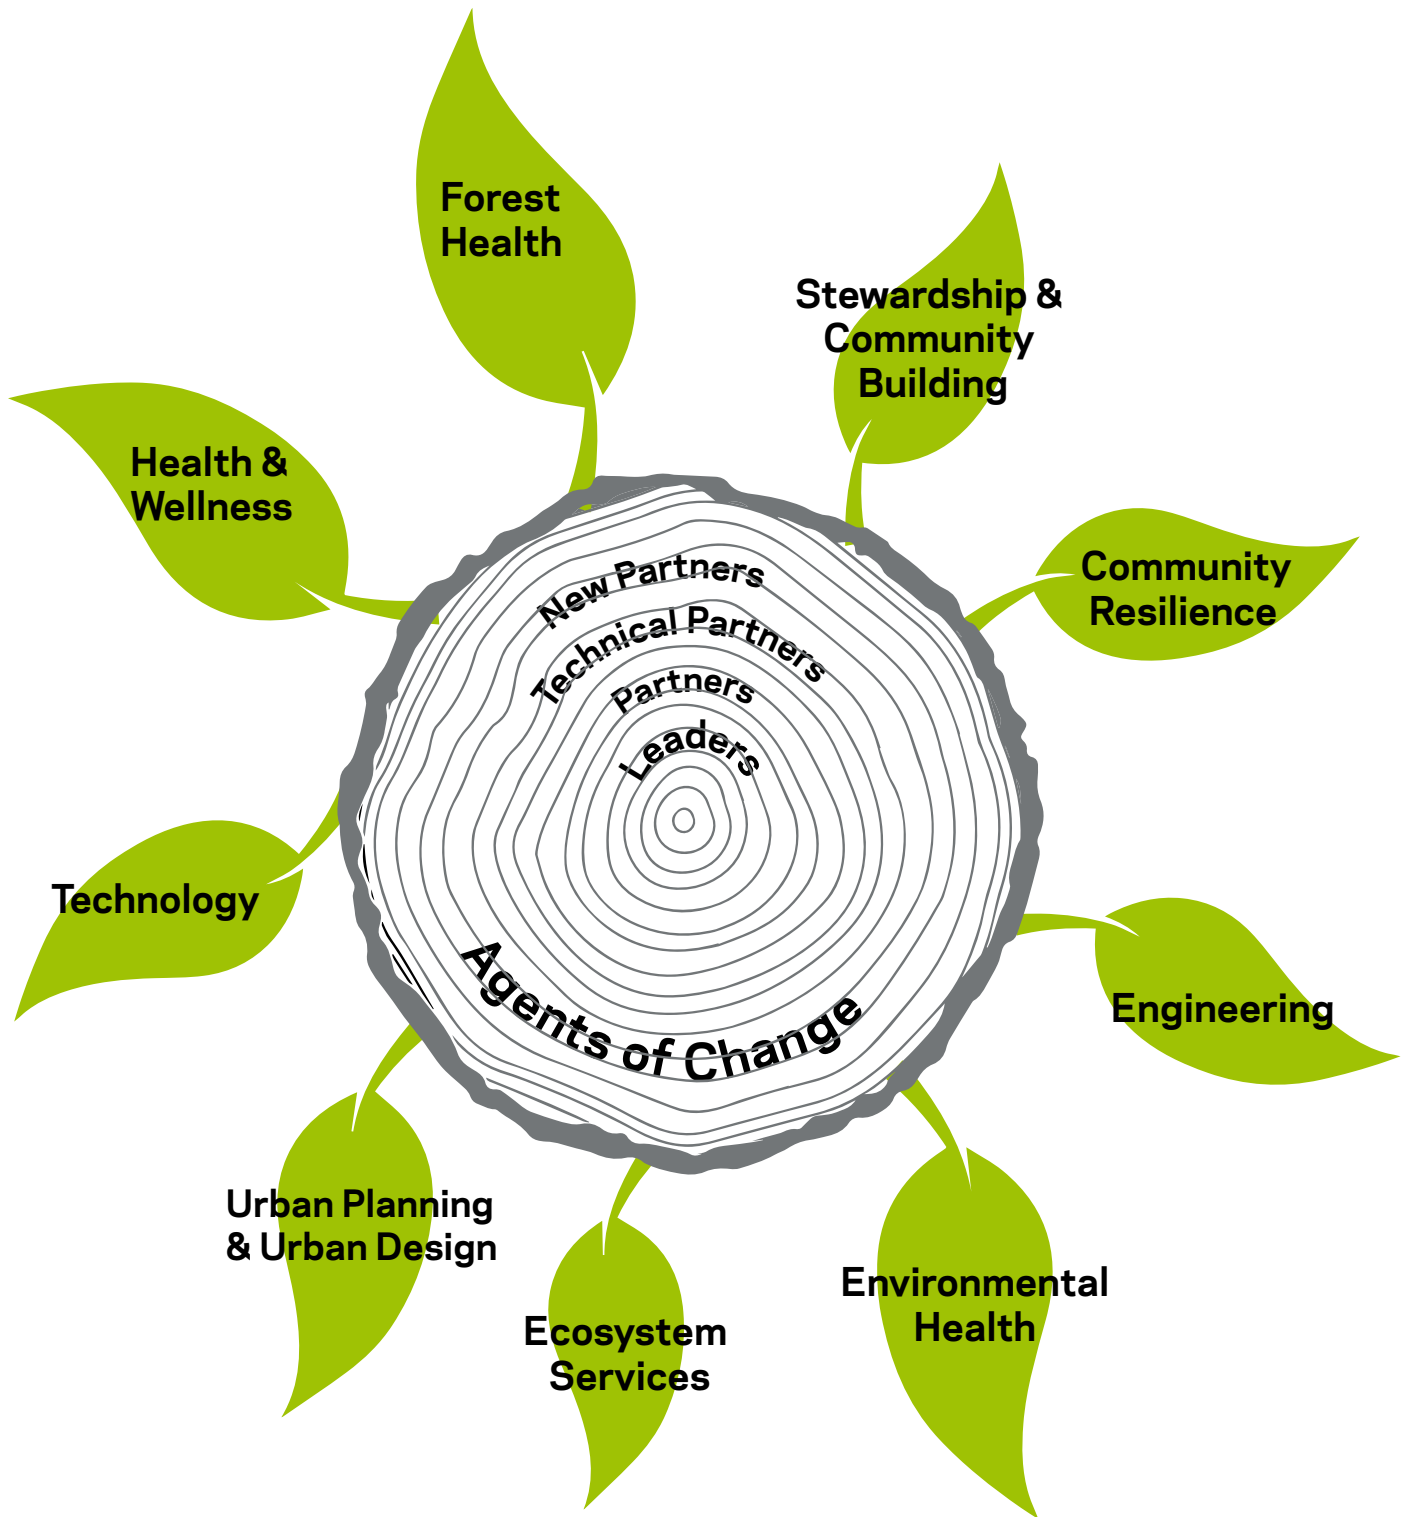 Forest
Health
Stewardship &
Community
Building
Health &
Wellness
Community
Resilience
New Partners
Technical Partners
Partners
Leaders
Agents of Change
Technology
Engineering
Urban Planning
& Urban Design
Ecosystem
Services
Environmental
Health